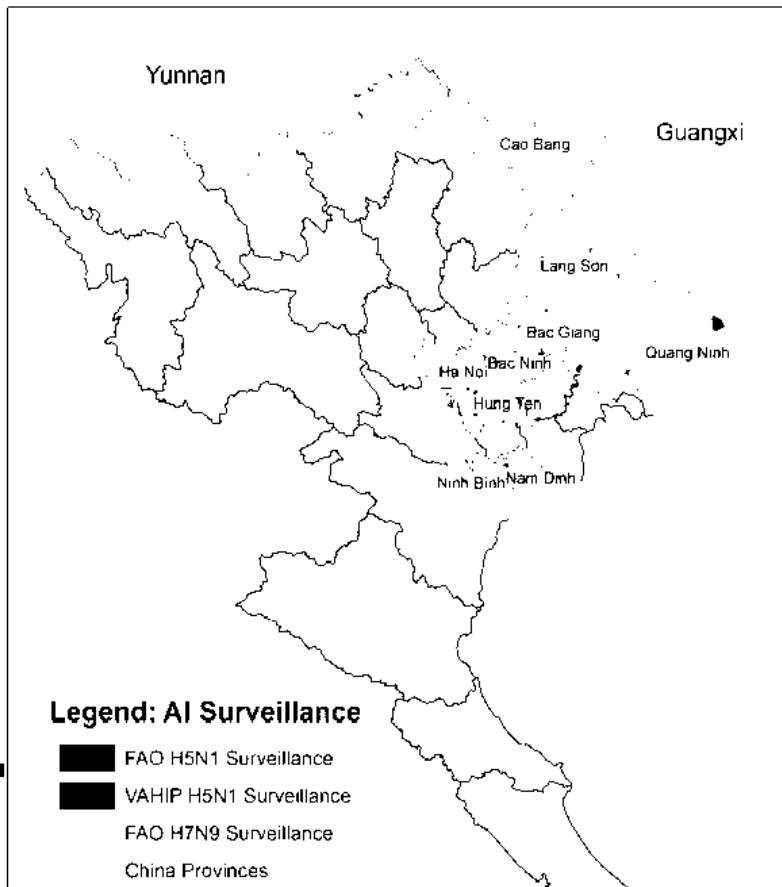 Yunnan
Guangxi
Cao Bang
Lang Son
Bac Giang
Quang Ninh
Ha Noi
Bac Ninh
Hung Yen
Ninh Binh
Nam Dinh
Legend: AI Surveillance
FAO H5N1 Surveillance
VAHIP H5N1 Surveillance
FAO H7N9 Surveillance
China Provinces